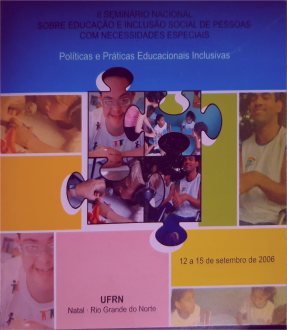 II SEMINÁRIO NACIONAL
SOBRE EDUCAÇÃO E INCLUSÃO SOCIAL DE PESSOAS
COM NECESSIDADES ESPECIAIS
Políticas e Práticas Educacionais Inclusivas
12 a 15 de setembro de 2006
UFRN
Natal - Rio Grande do Norte